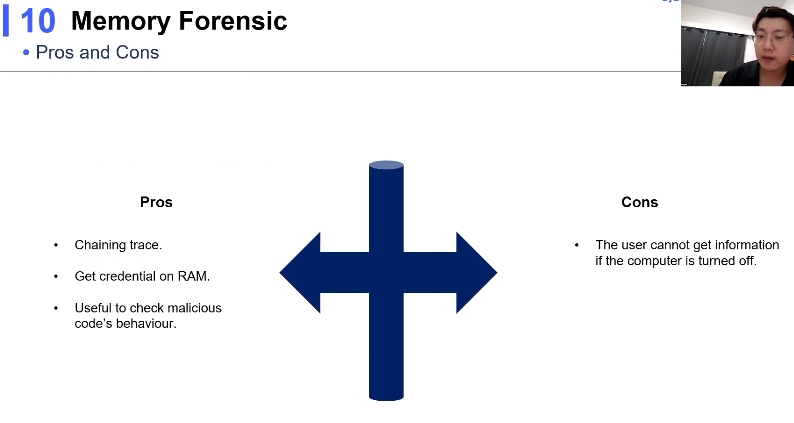 10 Memory Forensic
• Pros and Cons
Pros
• Chaining trace.
• Get credential on RAM.
• Useful to check malicious
code's behaviour.
Cons
• The user cannot get information
if the computer is turned off.